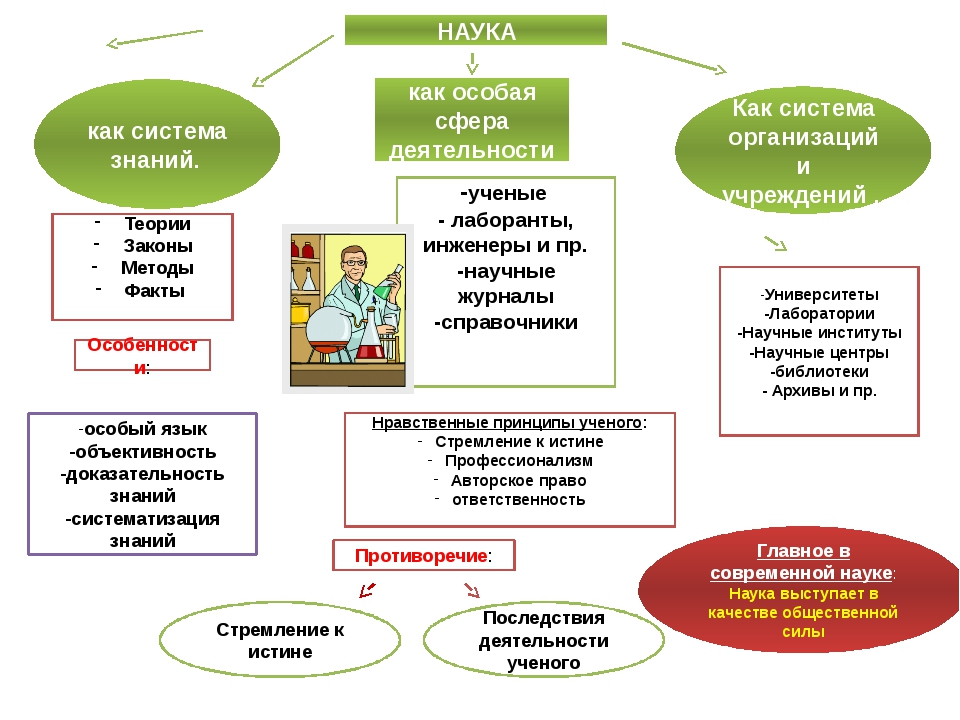 НАУКА
как система
знаний.
как особая
сфера
деятельности
Как система
организаций
и
учреждений .
- Теории
- Законы
- Методы
- Факты
Особенност
и:
-особый язык
-объективность
-доказательность
знаний
-систематизация
знаний
-ученые
- лаборанты,
инженеры и пр.
-научные
журналы
-справочники
-Университеты
-Лаборатории
-Научные институты
-Научные центры
-библиотеки
- Архивы и пр.
Нравственные принципы ученого:
- Стремление к истине
- Профессионализм
- Авторское право
- ответственность
Противоречие:
Стремление к
истине
Последствия
деятельности
ученого
Главное в
современной науке:
Наука выступает в
качестве общественной
силы